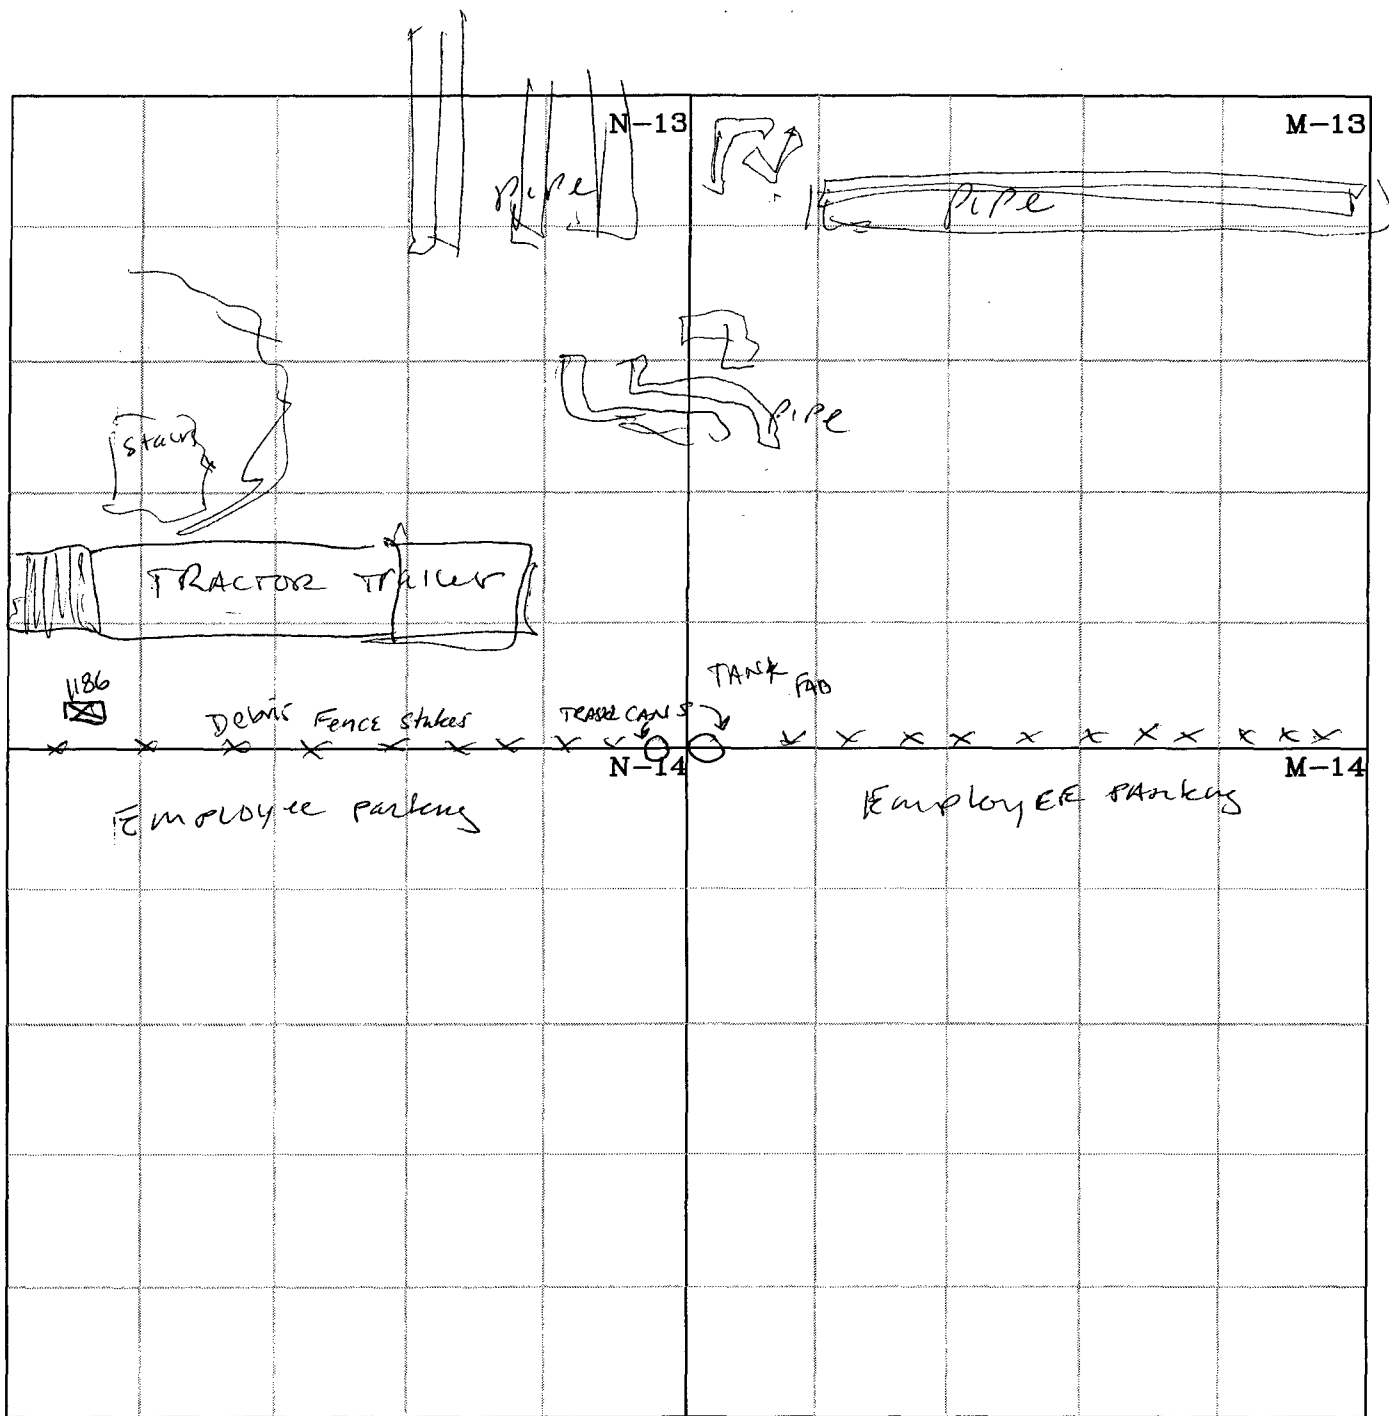 N-13
M-13
pipe
pipe
pipe
stairs
TRACTOR Trailer
1186
TANK FAB
Debris Fence stakes
TRASH CANS
N-14
M-14
Employee parking
Employee Parking